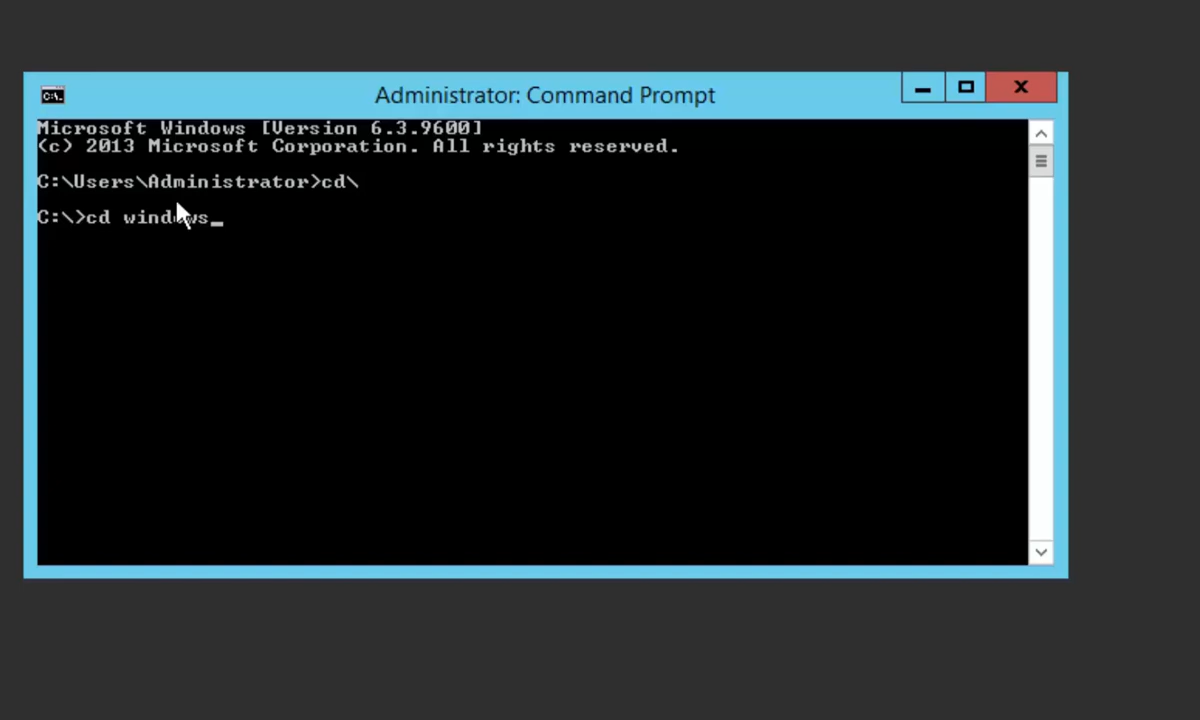 Administrator: Command Prompt
Microsoft Windows [Version 6.3.9600]
(c) 2013 Microsoft Corporation. All rights reserved.
C:\Users\Administrator>cd\
C:\>cd windows_